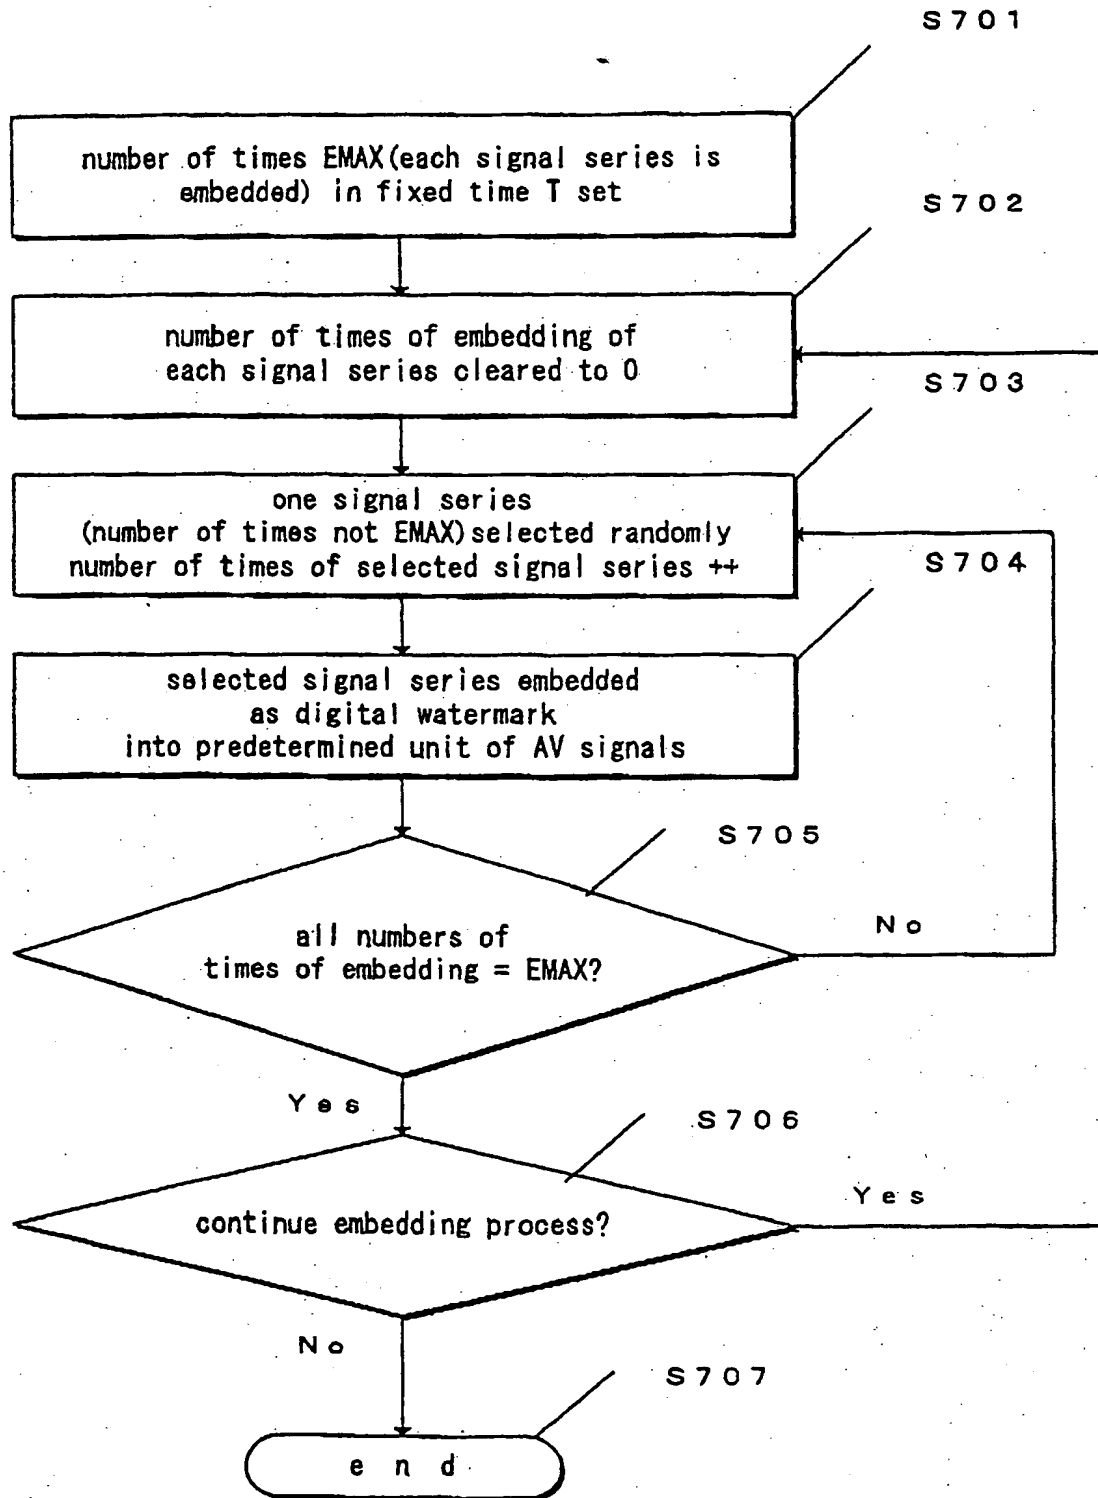 S701
number of times EMAX(each signal series is
embedded) in fixed time T set
S702
number of times of embedding of
each signal series cleared to 0
S703
one signal series
(number of times not EMAX)selected randomly
number of times of selected signal series ++
S704
selected signal series embedded
as digital watermark
into predetermined unit of AV signals
S705
all numbers of
times of embedding = EMAX?
No
Yes
S706
continue embedding process?
Yes
No
S707
end